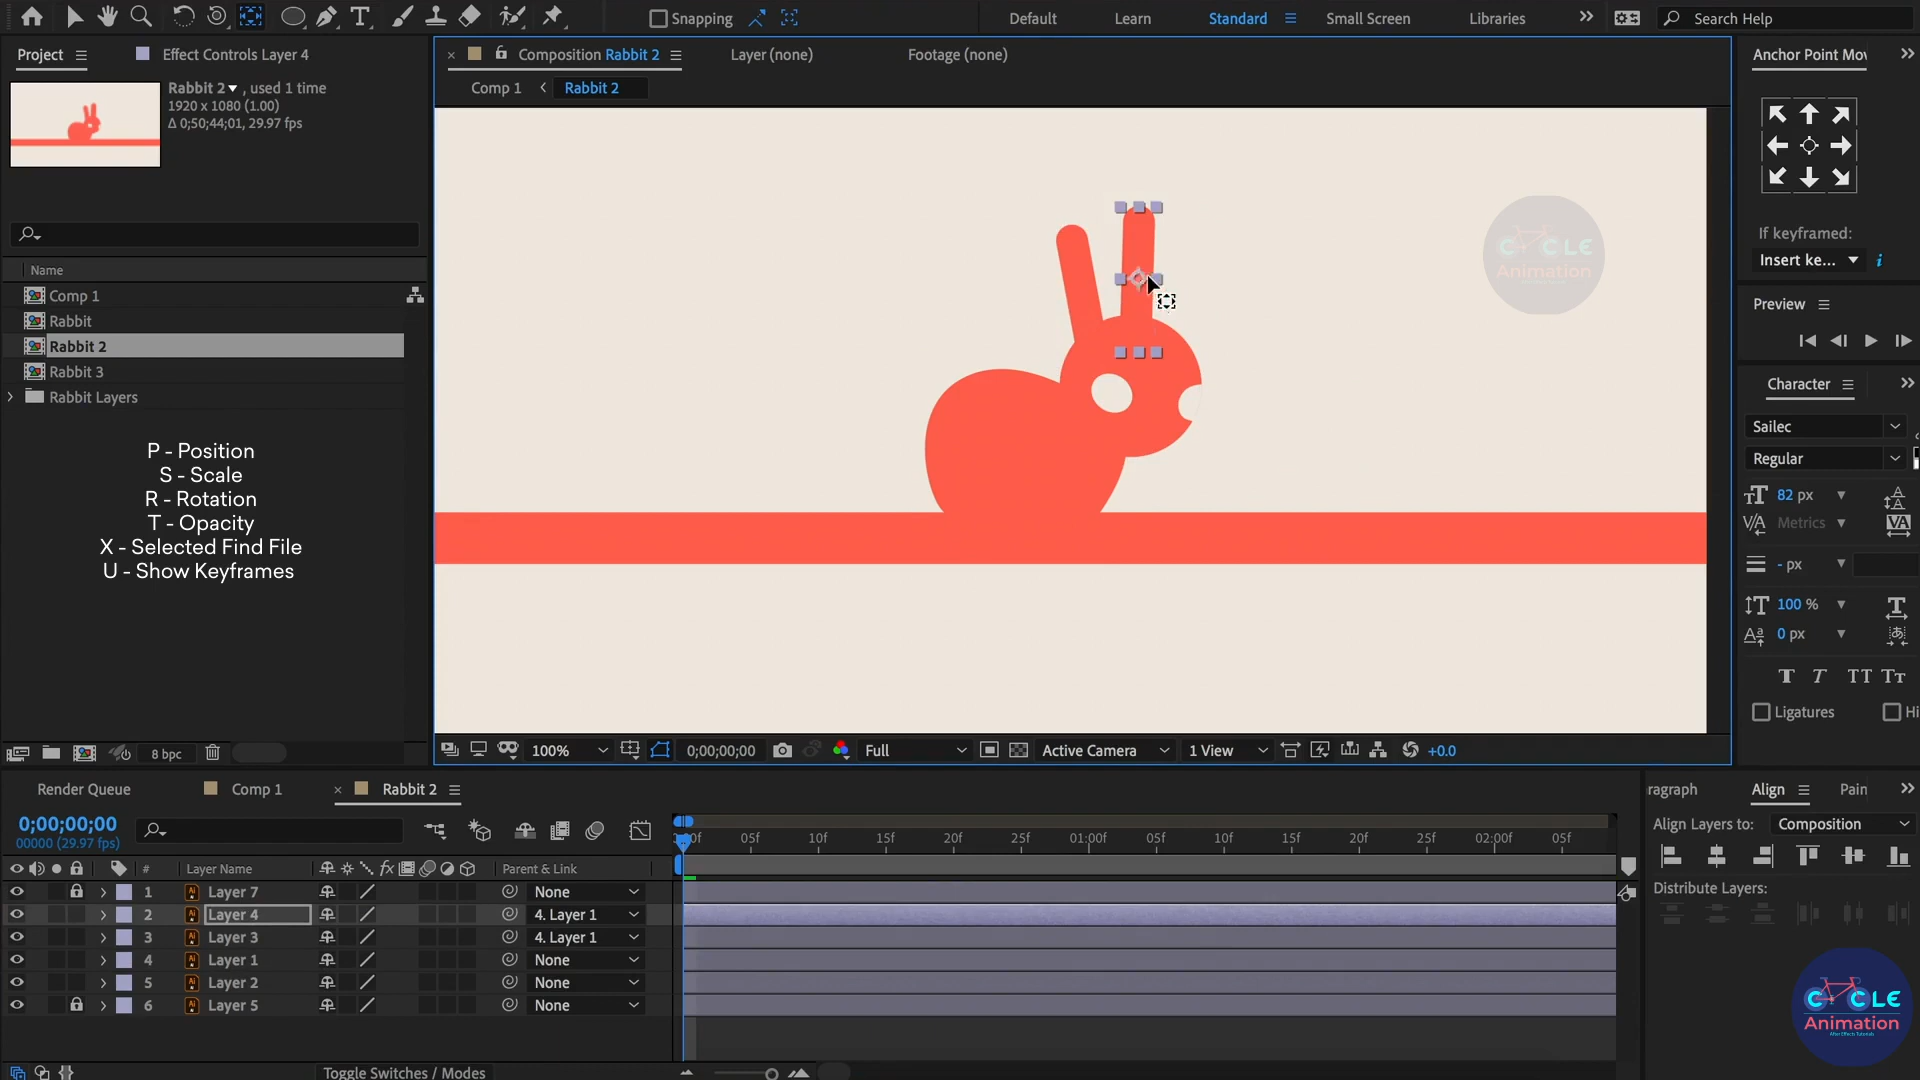 Snapping
Default
Learn
Standard
Small Screen
Libraries
Search Help
Project
Effect Controls Layer 4
Composition Rabbit 2
Layer (none)
Footage (none)
Anchor Point Mov
Rabbit 2 , used 1 time
1920 x 1080 (1.00)
Δ 0;50;44;01, 29.97 fps
Comp 1
Rabbit 2
If keyframed:
Insert ke...
Name
Comp 1
Rabbit
Rabbit 2
Rabbit 3
Rabbit Layers
Preview
Character
P - Position
S - Scale
R - Rotation
T - Opacity
X - Selected Find File
U - Show Keyframes
CYCLE
Animation
Sailec
Regular
82 px
Metrics
- px
100 %
0 px
Ligatures
Hi
8 bpc
100%
0;00;00;00
Full
Active Camera
1 View
+0.0
Render Queue
Comp 1
Rabbit 2
ragraph
Align
Pain
0;00;00;00
00000 (29.97 fps)
05f 10f 15f 20f 25f 01:00f 05f 10f 15f 20f 25f 02:00f 05f
Align Layers to: Composition
# Layer Name Parent & Link
Distribute Layers:
1 Layer 7 None
2 Layer 4 4. Layer 1
3 Layer 3 4. Layer 1
4 Layer 1 None
5 Layer 2 None
6 Layer 5 None
Toggle Switches / Modes
CYCLE
Animation
After Effects Tutorials